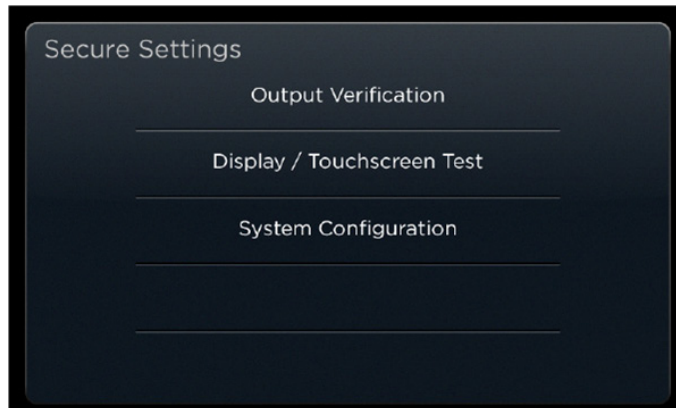 Secure Settings
Output Verification
Display / Touchscreen Test
System Configuration